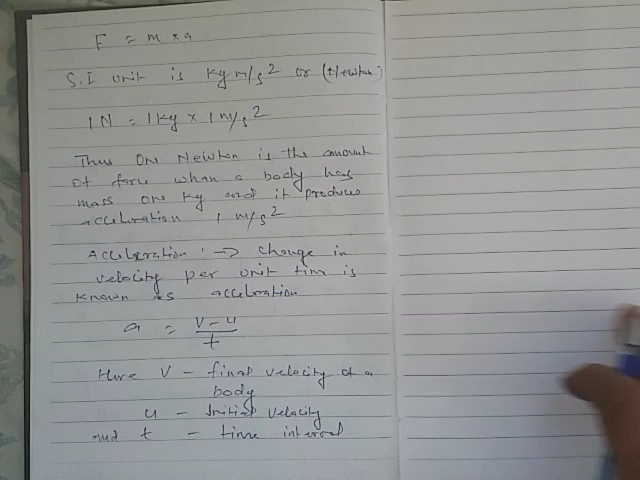 F = m x a
S.I unit is kg m/s2 or (Newton)
1 N = 1 kg x 1 m/s2
Thus one Newton is the amount
of force when a body has
mass one kg and it produces
acceleration 1 m/s2
Acceleration :-> change in
velocity per unit time is
known as acceleration
a = v-u
t
Here v - final velocity of a
body
u - Initial velocity
and t - time interval